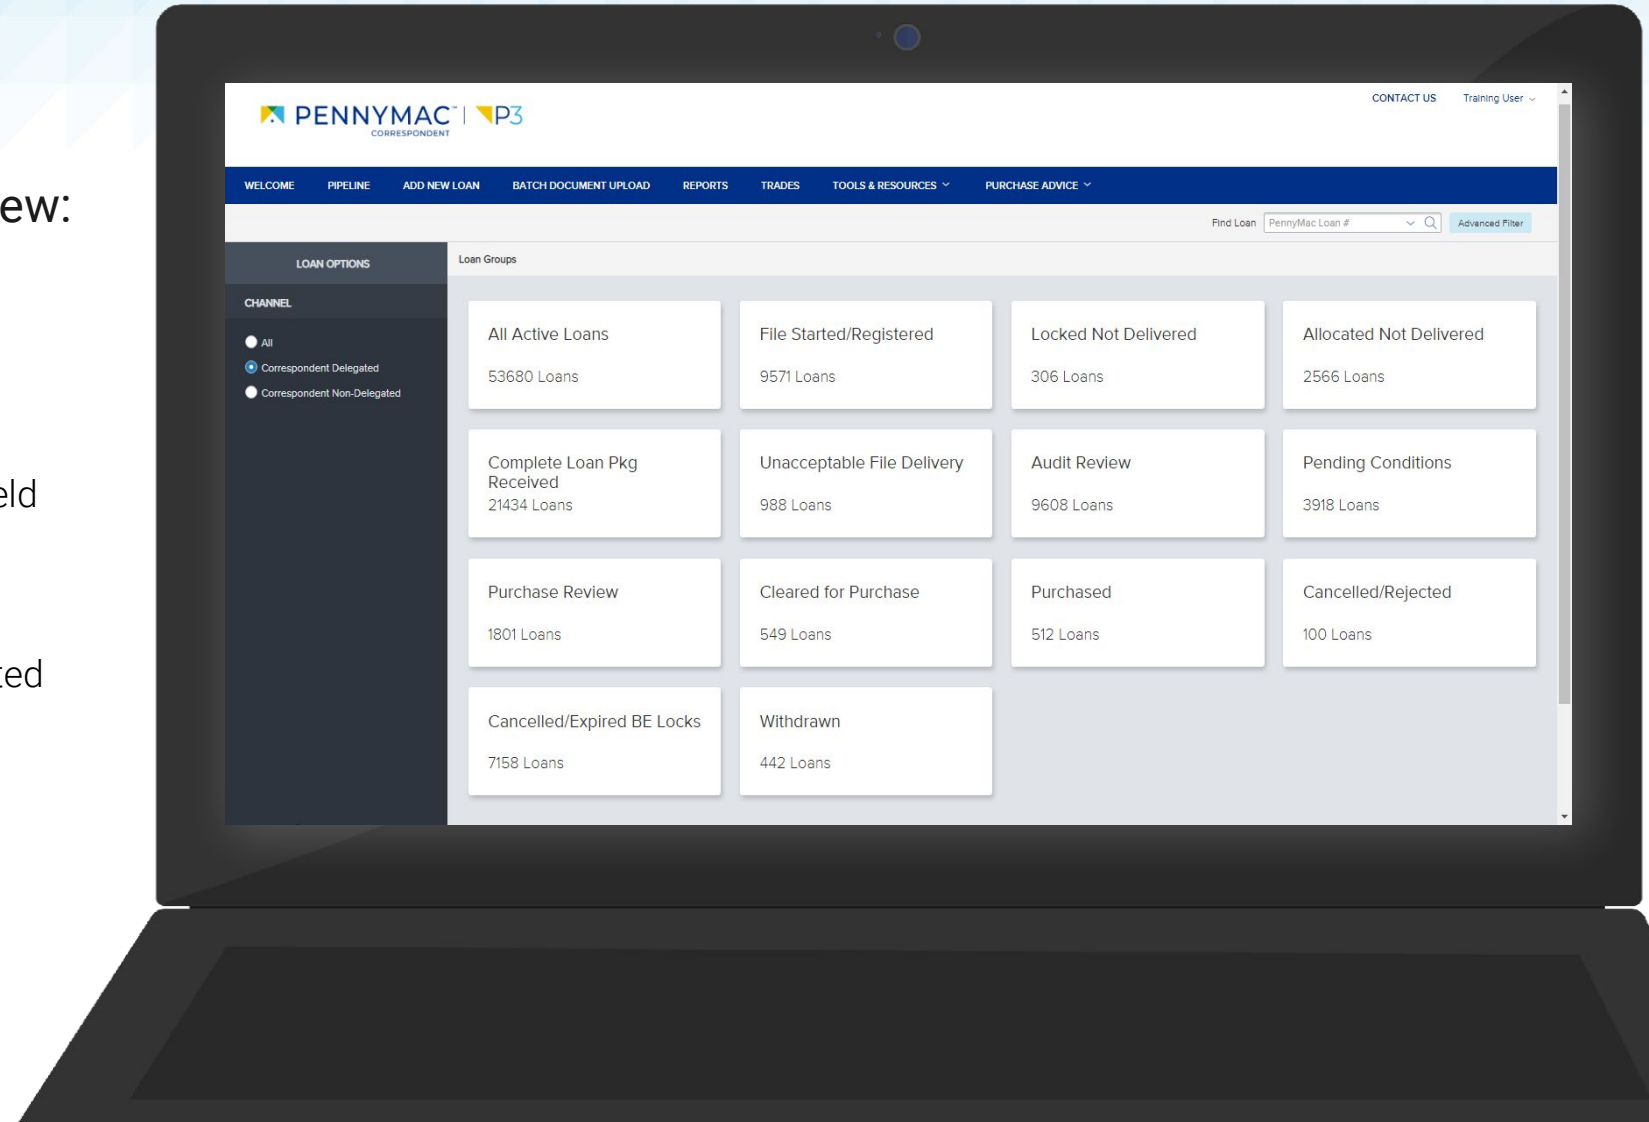 ew:
eld
ted
PENNYMAC™ | P3
CORRESPONDENT
CONTACT US
Training User
WELCOME
PIPELINE
ADD NEW LOAN
BATCH DOCUMENT UPLOAD
REPORTS
TRADES
TOOLS & RESOURCES
PURCHASE ADVICE
Find Loan
PennyMac Loan #
Advanced Filter
LOAN OPTIONS
CHANNEL
All
Correspondent Delegated
Correspondent Non-Delegated
Loan Groups
All Active Loans
53680 Loans
File Started/Registered
9571 Loans
Locked Not Delivered
306 Loans
Allocated Not Delivered
2566 Loans
Complete Loan Pkg
Received
21434 Loans
Unacceptable File Delivery
988 Loans
Audit Review
9608 Loans
Pending Conditions
3918 Loans
Purchase Review
1801 Loans
Cleared for Purchase
549 Loans
Purchased
512 Loans
Cancelled/Rejected
100 Loans
Cancelled/Expired BE Locks
7158 Loans
Withdrawn
442 Loans